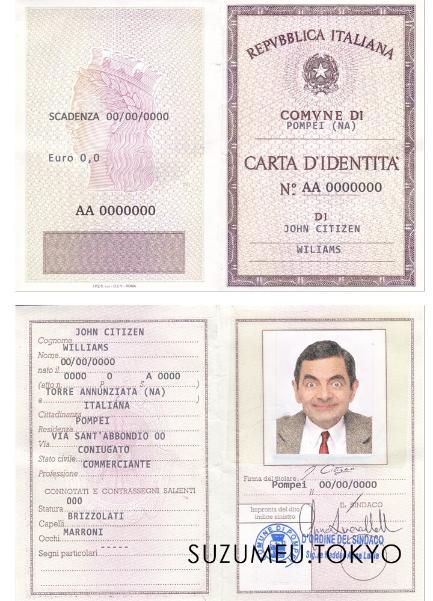 SCADENZA 00/00/0000
Euro 0,0
AA 0000000
REPVBBLICA ITALIANA
COMVNE DI
POMPEI (NA)
CARTA D'IDENTITÀ
Nº AA 0000000
DI
JOHN CITIZEN
WILIAMS
JOHN CITIZEN
Cognome
WILLIAMS
Nome
00/00/0000
nato il
0000 0 A 0000
(atto n. P. S. )
TORRE ANNUNZIATA (NA)
a
ITALIANA
Cittadinanza
POMPEI
Residenza
VIA SANT'ABBONDIO 00
Via
CONIUGATO
Stato civile
COMMERCIANTE
Professione
CONNOTATI E CONTRASSEGNI SALIENTI
000
Statura
BRIZZOLATI
Capelli
MARRONI
Occhi
-----
Segni particolari
J. Citizen
Firma del titolare
Pompei 00/00/0000
IL SINDACO
Impronta del dito
indice sinistro
D'ORDINE DEL SINDACO
SUZUMEU.TOKYO